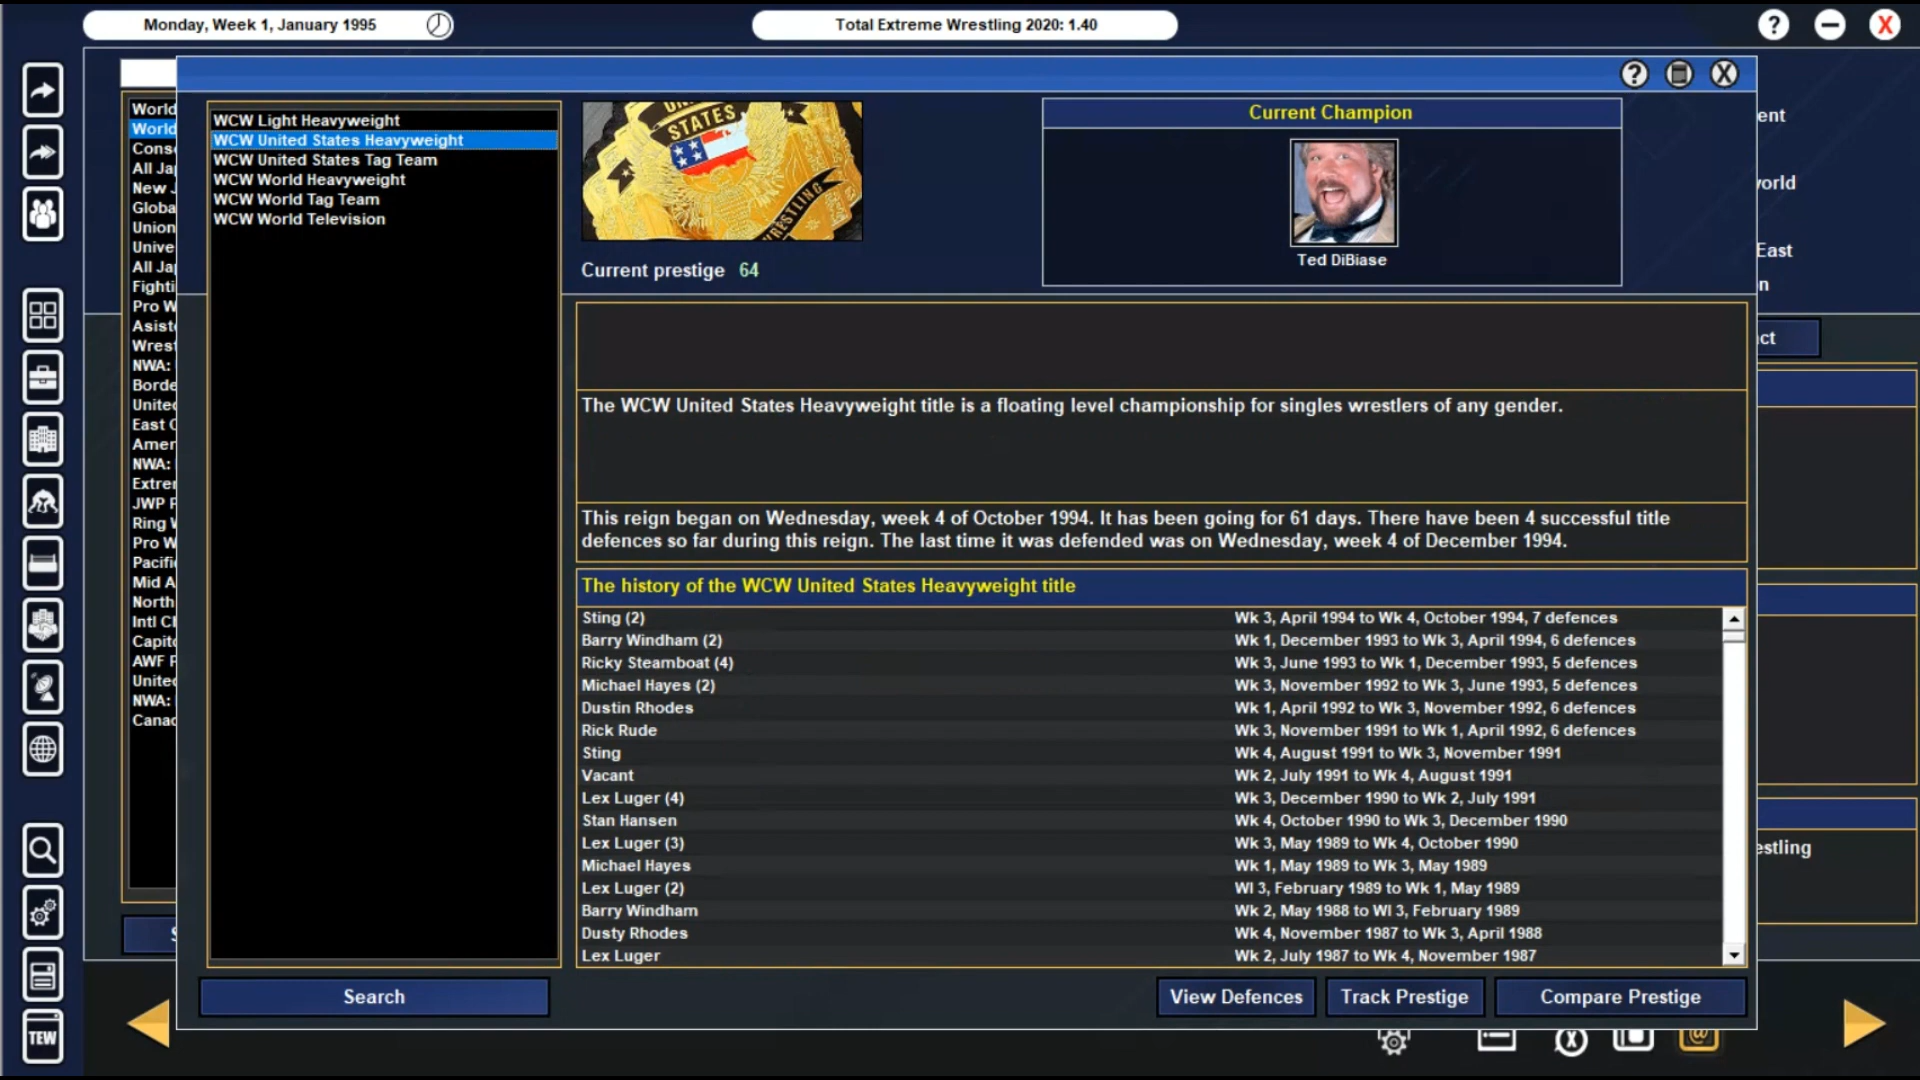 Monday, Week 1, January 1995
Total Extreme Wrestling 2020: 1.40
World
World
Conse
All Ja
New J
Globa
Union
Unive
All Ja
Fighti
Pro W
Asist
Wrest
NWA:
Borde
United
East C
Amer
NWA:
Extre
JWP P
Ring W
Pro W
Pacifi
Mid A
North
Intl C
Capit
AWF F
United
NWA:
Canad
WCW Light Heavyweight
WCW United States Heavyweight
WCW United States Tag Team
WCW World Heavyweight
WCW World Tag Team
WCW World Television
STATES
Current prestige 64
Current Champion
Ted DiBiase
ent
world
East
n
ct
The WCW United States Heavyweight title is a floating level championship for singles wrestlers of any gender.
This reign began on Wednesday, week 4 of October 1994. It has been going for 61 days. There have been 4 successful title
defences so far during this reign. The last time it was defended was on Wednesday, week 4 of December 1994.
The history of the WCW United States Heavyweight title
Sting (2) Wk 3, April 1994 to Wk 4, October 1994, 7 defences
Barry Windham (2) Wk 1, December 1993 to Wk 3, April 1994, 6 defences
Ricky Steamboat (4) Wk 3, June 1993 to Wk 1, December 1993, 5 defences
Michael Hayes (2) Wk 3, November 1992 to Wk 3, June 1993, 5 defences
Dustin Rhodes Wk 1, April 1992 to Wk 3, November 1992, 6 defences
Rick Rude Wk 3, November 1991 to Wk 1, April 1992, 6 defences
Sting Wk 4, August 1991 to Wk 3, November 1991
Vacant Wk 2, July 1991 to Wk 4, August 1991
Lex Luger (4) Wk 3, December 1990 to Wk 2, July 1991
Stan Hansen Wk 4, October 1990 to Wk 3, December 1990
Lex Luger (3) Wk 3, May 1989 to Wk 4, October 1990
Michael Hayes Wk 1, May 1989 to Wk 3, May 1989
Lex Luger (2) Wl 3, February 1989 to Wk 1, May 1989
Barry Windham Wk 2, May 1988 to Wl 3, February 1989
Dusty Rhodes Wk 4, November 1987 to Wk 3, April 1988
Lex Luger Wk 2, July 1987 to Wk 4, November 1987
estling
Search
View Defences
Track Prestige
Compare Prestige
TEW